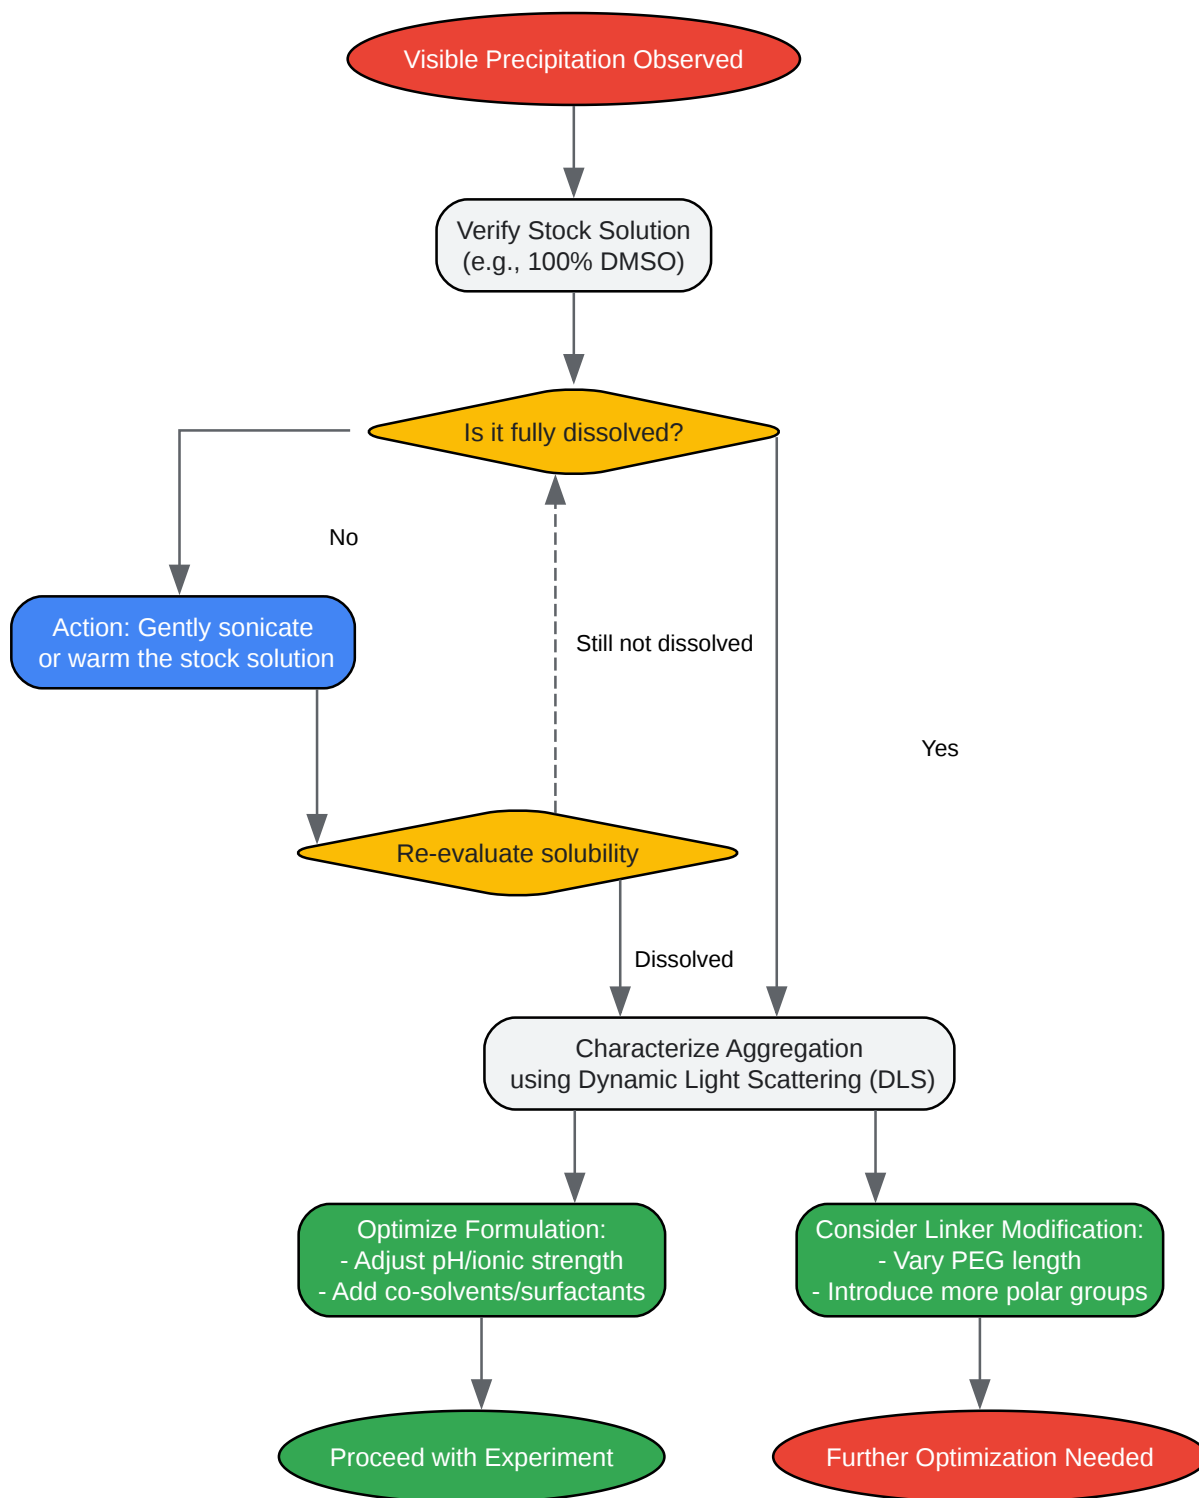 Visible Precipitation Observed
Verify Stock Solution
(e.g., 100% DMSO)
Is it fully dissolved?
No
Action: Gently sonicate
or warm the stock solution
Still not dissolved
Yes
Re-evaluate solubility
Dissolved
Characterize Aggregation
using Dynamic Light Scattering (DLS)
Optimize Formulation:
- Adjust pH/ionic strength
- Add co-solvents/surfactants
Consider Linker Modification:
- Vary PEG length
- Introduce more polar groups
Proceed with Experiment
Further Optimization Needed